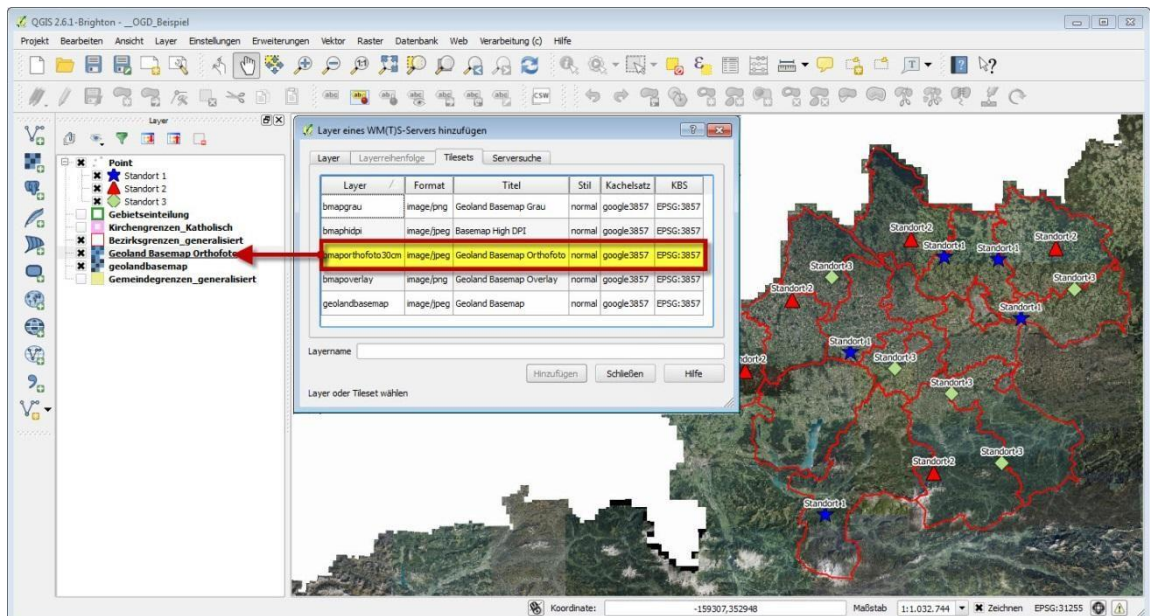 QGIS 2.6.1-Brighton - __OGD_Beispiel
Projekt Bearbeiten Ansicht Layer Einstellungen Erweiterungen Vektor Raster Datenbank Web Verarbeitung (c) Hilfe
Layer
Point
Standort 1
Standort 2
Standort 3
Gebietseinteilung
Kirchengrenzen_Katholisch
Bezirksgrenzen_generalisiert
Geoland Basemap Orthofoto
geolandbasemap
Gemeindegrenzen_generalisiert
Layer eines WM(T)S-Servers hinzufügen
Layer Layerreihenfolge Tilesets Serversuche
Layer Format Titel Stil Kachelsatz KBS
bmapgrau image/png Geoland Basemap Grau normal google3857 EPSG:3857
bmaphidpi image/jpeg Basemap High DPI normal google3857 EPSG:3857
bmaporthofoto30cm image/jpeg Geoland Basemap Orthofoto normal google3857 EPSG:3857
bmapoverlay image/png Geoland Basemap Overlay normal google3857 EPSG:3857
geolandbasemap image/jpeg Geoland Basemap normal google3857 EPSG:3857
Layername
Hinzufügen Schließen Hilfe
Layer oder Tileset wählen
CSW
Standort 2
Standort 1
Standort 1
Standort 2
Standort 3
Standort 3
Standort 2
Standort 1
Standort 1
Standort 3
dort 2
Standort 3
Standort 3
Standort 2
Standort 1
Koordinate: -159307,352948 Maßstab 1:1.032.744 Zeichnen EPSG:31255